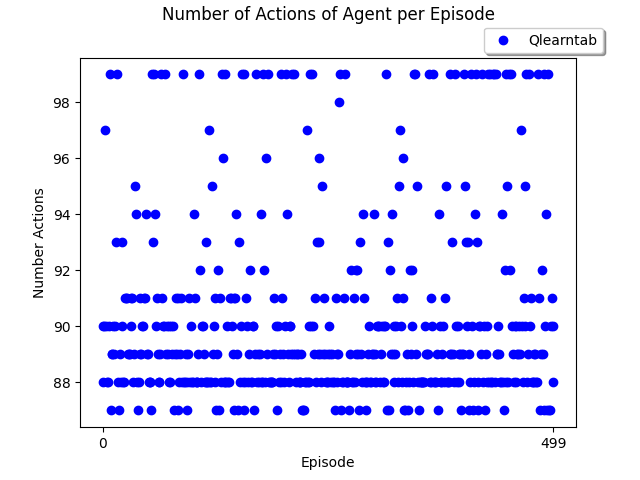 Number of Actions of Agent per Episode
Qlearntab
98
96
94
92
90
88
Number Actions
0
499
Episode